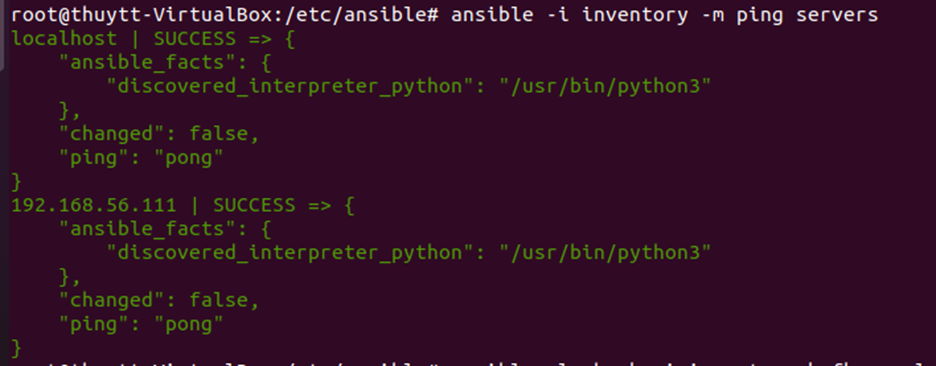 root@thuytt-VirtualBox:/etc/ansible# ansible -i inventory -m ping servers
localhost | SUCCESS => {
    "ansible_facts": {
        "discovered_interpreter_python": "/usr/bin/python3"
    },
    "changed": false,
    "ping": "pong"
}
192.168.56.111 | SUCCESS => {
    "ansible_facts": {
        "discovered_interpreter_python": "/usr/bin/python3"
    },
    "changed": false,
    "ping": "pong"
}